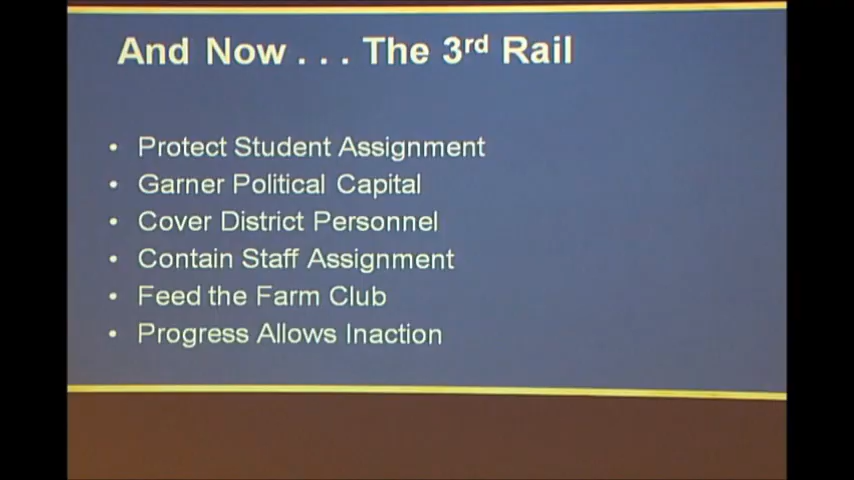 And Now . . . The 3rd Rail
• Protect Student Assignment
• Garner Political Capital
• Cover District Personnel
• Contain Staff Assignment
• Feed the Farm Club
• Progress Allows Inaction